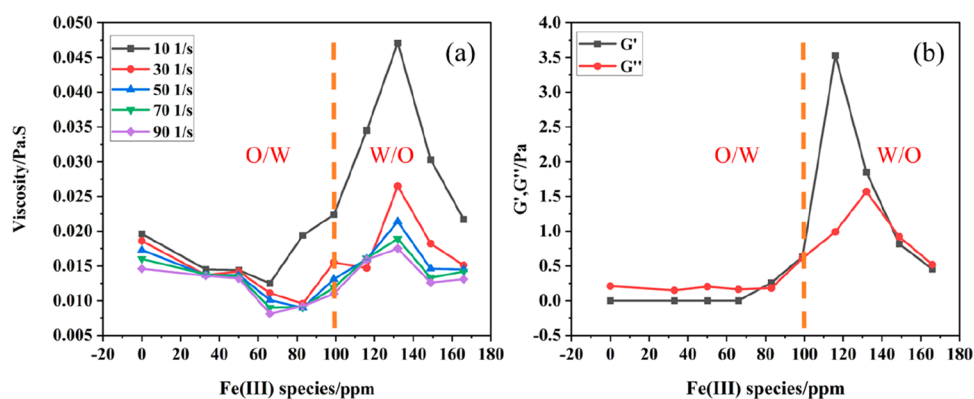 (a)
10 1/s
30 1/s
50 1/s
70 1/s
90 1/s
O/W
W/O
Viscosity/Pa.S
0.050
0.045
0.040
0.035
0.030
0.025
0.020
0.015
0.010
0.005
-20 0 20 40 60 80 100 120 140 160 180
Fe(III) species/ppm
(b)
G'
G''
O/W
W/O
G',G''/Pa
4.0
3.5
3.0
2.5
2.0
1.5
1.0
0.5
0.0
-0.5
-20 0 20 40 60 80 100 120 140 160 180
Fe(III) species/ppm